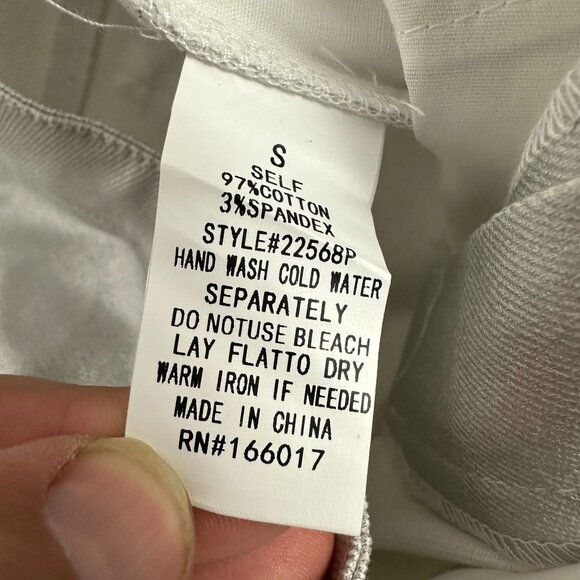 S
SELF
97%COTTON
3%SPANDEX
STYLE#22568P
HAND WASH COLD WATER
SEPARATELY
DO NOTUSE BLEACH
LAY FLATTO DRY
WARM IRON IF NEEDED
MADE IN CHINA
RN#166017